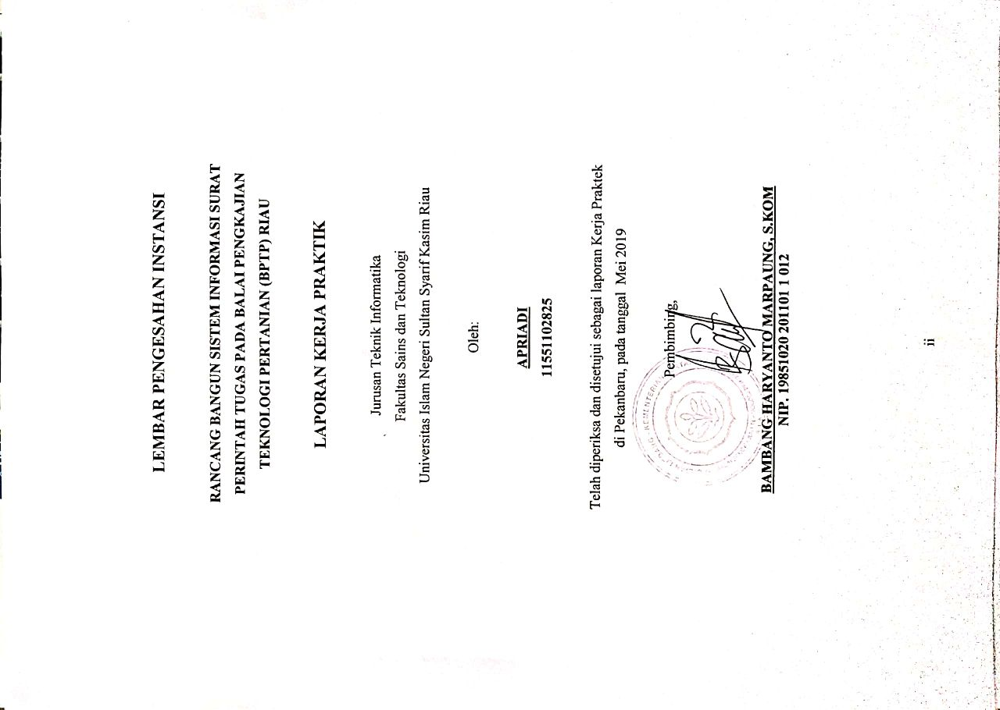 LEMBAR PENGESAHAN INSTANSI
RANCANG BANGUN SISTEM INFORMASI SURAT
PERINTAH TUGAS PADA BALAI PENGKAJIAN
TEKNOLOGI PERTANIAN (BPTP) RIAU
LAPORAN KERJA PRAKTIK
Jurusan Teknik Informatika
Fakultas Sains dan Teknologi
Universitas Islam Negeri Sultan Syarif Kasim Riau
Oleh:
APRIADI
11551102825
Telah diperiksa dan disetujui sebagai laporan Kerja Praktek
di Pekanbaru, pada tanggal Mei 2019
Pembimbing,
BAMBANG HARYANTO MARPAUNG, S.KOM
NIP. 19851020 201101 1 012
ii